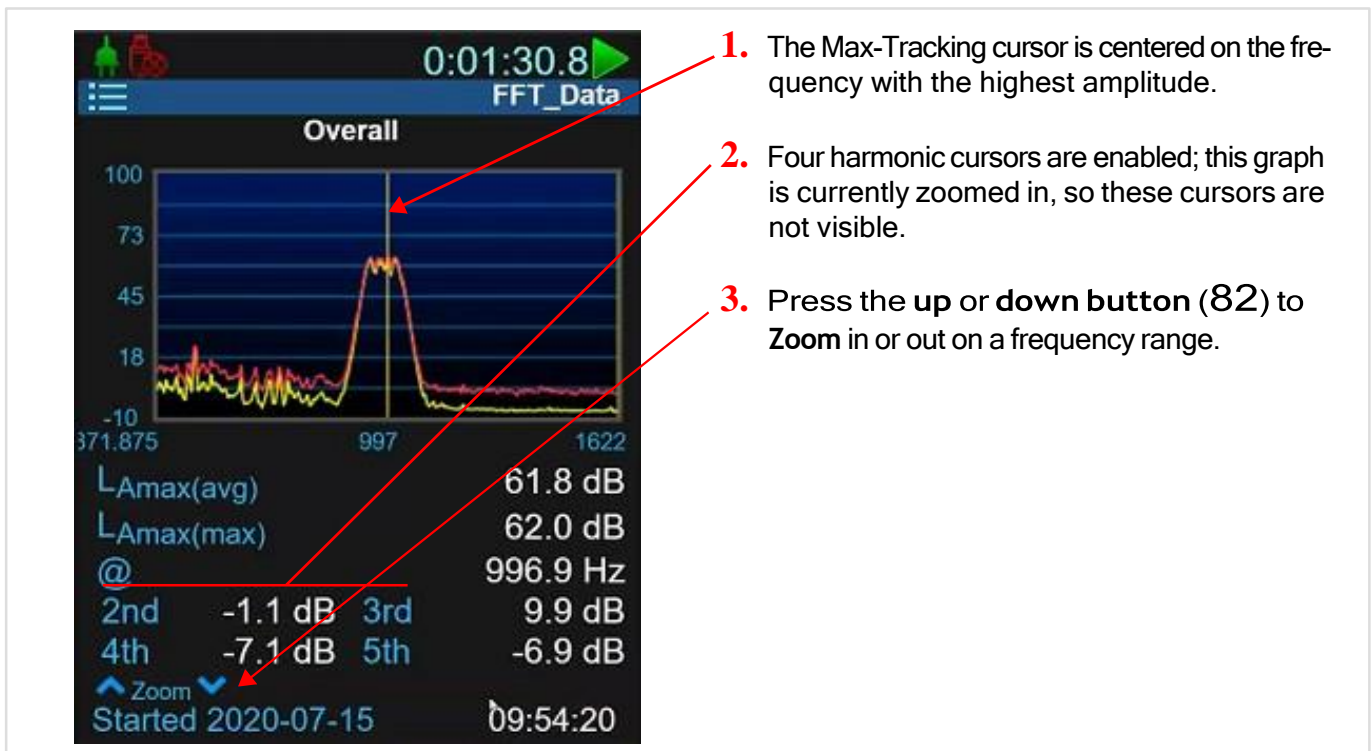 0:01:30.8
FFT_Data
Overall
100
73
45
18
-10
371.875 997 1622
LAmax(avg) 61.8 dB
LAmax(max) 62.0 dB
@ 996.9 Hz
2nd -1.1 dB 3rd 9.9 dB
4th -7.1 dB 5th -6.9 dB
Zoom
Started 2020-07-15 09:54:20
1. The Max-Tracking cursor is centered on the fre-
quency with the highest amplitude.
2. Four harmonic cursors are enabled; this graph
is currently zoomed in, so these cursors are
not visible.
3. Press the up or down button (82) to
Zoom in or out on a frequency range.